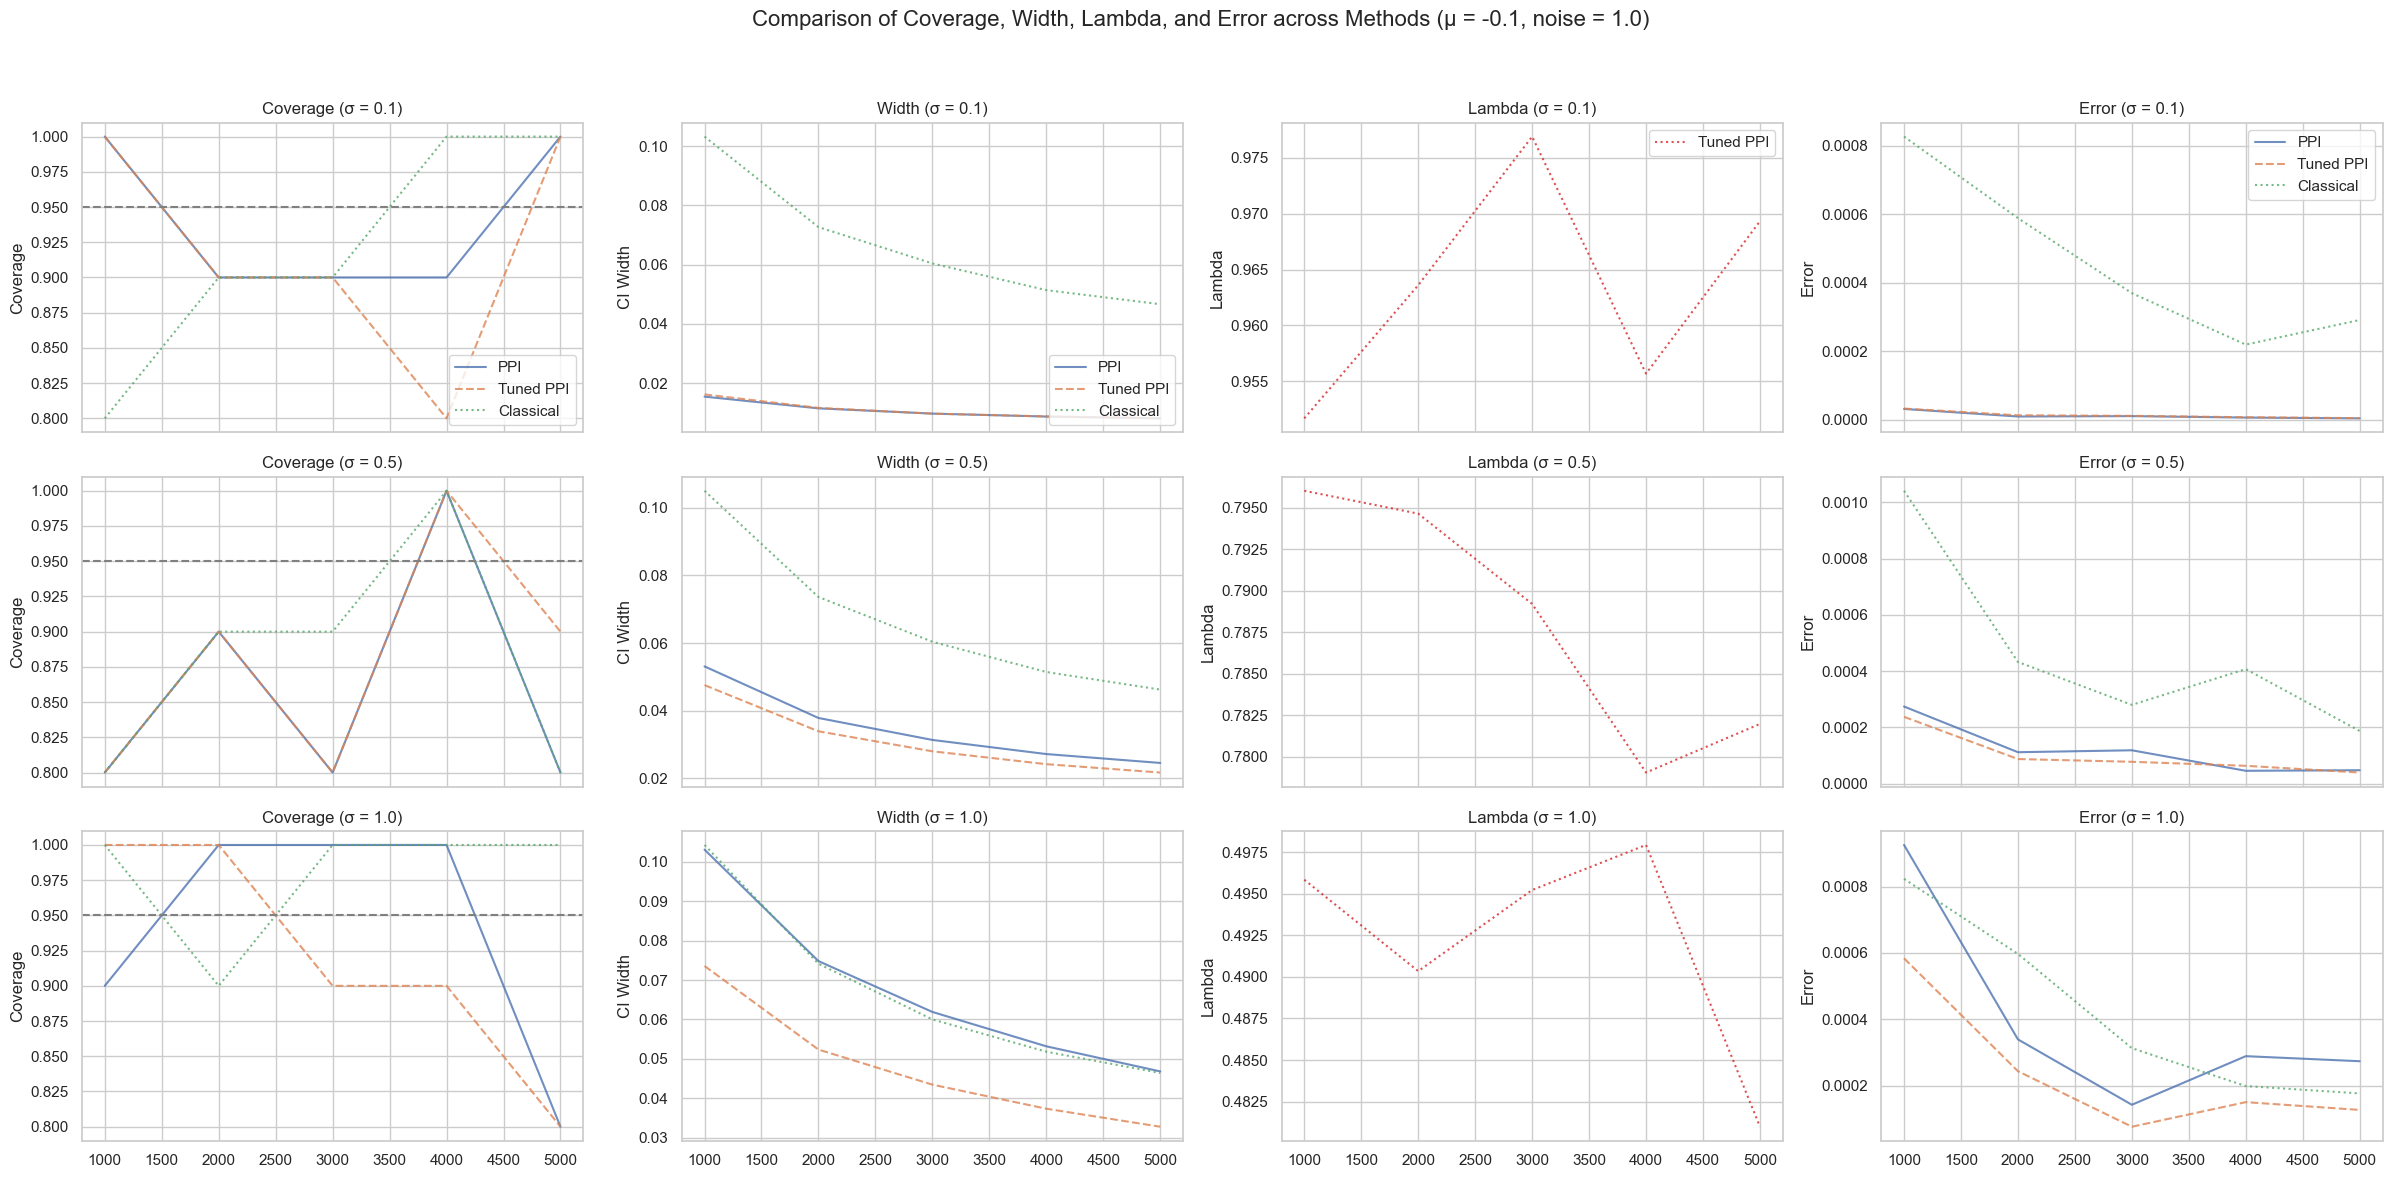 Comparison of Coverage, Width, Lambda, and Error across Methods (μ = -0.1, noise = 1.0)
Coverage (σ = 0.1)
1.000
0.975
0.950
0.925
0.900
0.875
0.850
0.825
0.800
Coverage
PPI
Tuned PPI
Classical
Width (σ = 0.1)
0.10
0.08
0.06
0.04
0.02
CI Width
PPI
Tuned PPI
Classical
Lambda (σ = 0.1)
0.975
0.970
0.965
0.960
0.955
Lambda
Tuned PPI
Error (σ = 0.1)
0.0008
0.0006
0.0004
0.0002
0.0000
Error
PPI
Tuned PPI
Classical
Coverage (σ = 0.5)
1.000
0.975
0.950
0.925
0.900
0.875
0.850
0.825
0.800
Coverage
Width (σ = 0.5)
0.10
0.08
0.06
0.04
0.02
CI Width
Lambda (σ = 0.5)
0.7950
0.7925
0.7900
0.7875
0.7850
0.7825
0.7800
Lambda
Error (σ = 0.5)
0.0010
0.0008
0.0006
0.0004
0.0002
0.0000
Error
Coverage (σ = 1.0)
1.000
0.975
0.950
0.925
0.900
0.875
0.850
0.825
0.800
Coverage
1000 1500 2000 2500 3000 3500 4000 4500 5000
Width (σ = 1.0)
0.10
0.09
0.08
0.07
0.06
0.05
0.04
0.03
CI Width
1000 1500 2000 2500 3000 3500 4000 4500 5000
Lambda (σ = 1.0)
0.4975
0.4950
0.4925
0.4900
0.4875
0.4850
0.4825
Lambda
1000 1500 2000 2500 3000 3500 4000 4500 5000
Error (σ = 1.0)
0.0008
0.0006
0.0004
0.0002
Error
1000 1500 2000 2500 3000 3500 4000 4500 5000